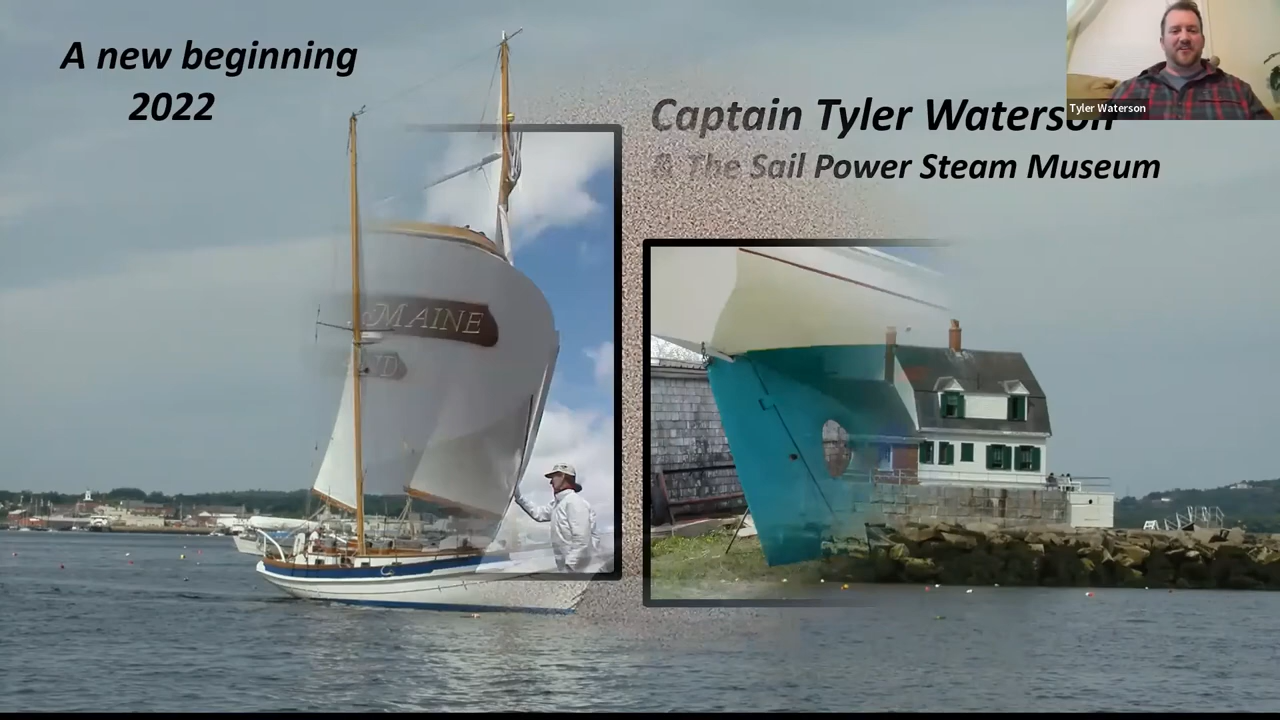 A new beginning
2022
Captain Tyler Waterson
& The Sail Power Steam Museum
Tyler Waterson
MAINE
D